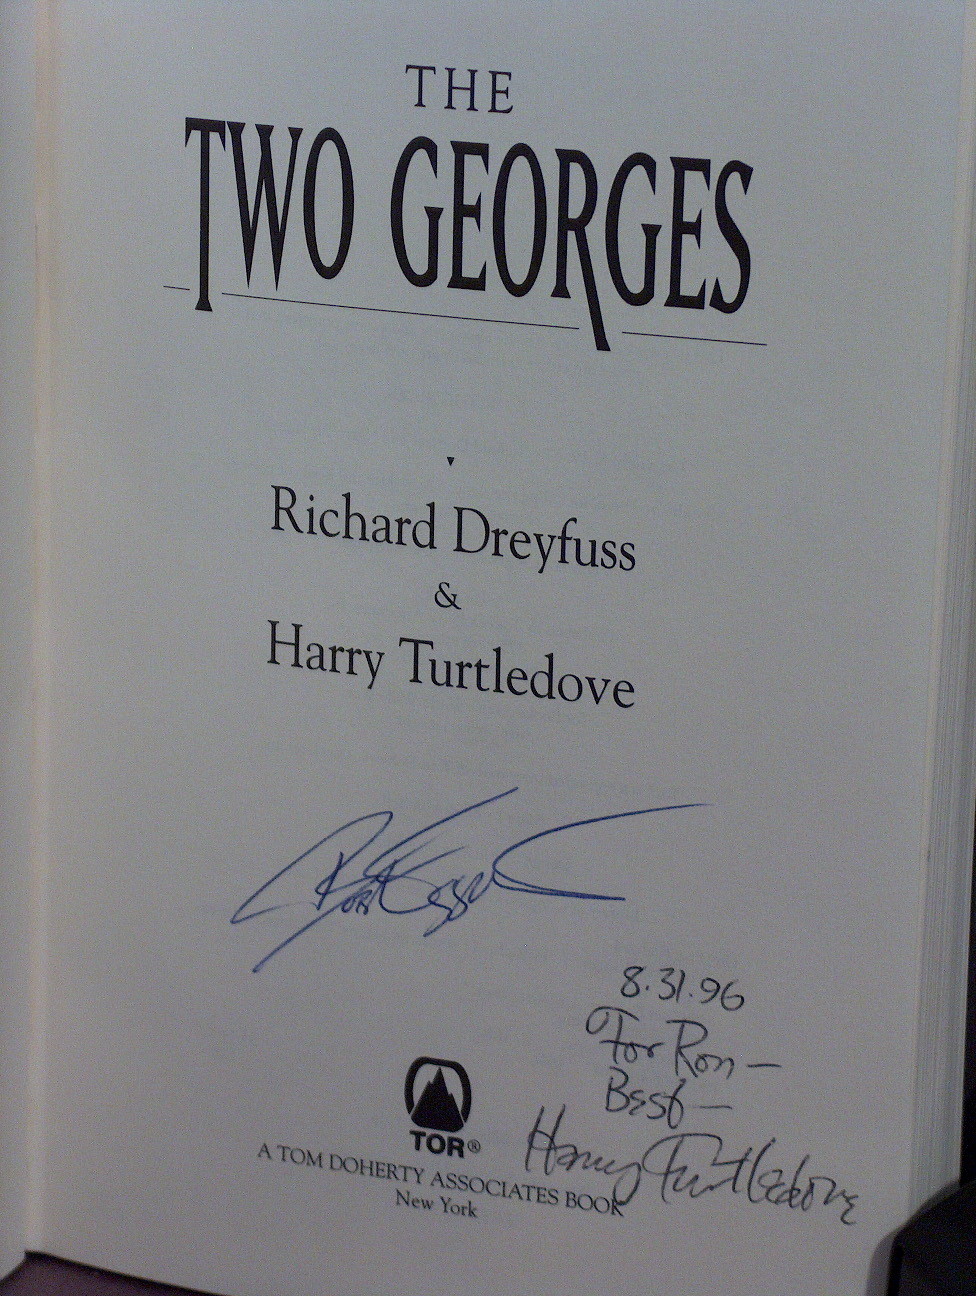 THE
TWO GEORGES
Richard Dreyfuss
&
Harry Turtledove
8.31.96
For Ron —
Best —
Harry Turtledove
TOR®
A TOM DOHERTY ASSOCIATES BOOK
New York